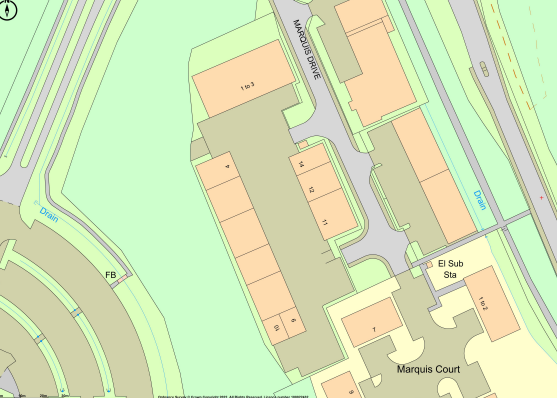 MARQUIS DRIVE
1 to 3
4
14
12
11
Drain
Drain
FB
El Sub
Sta
1 to 2
9
10
7
Marquis Court